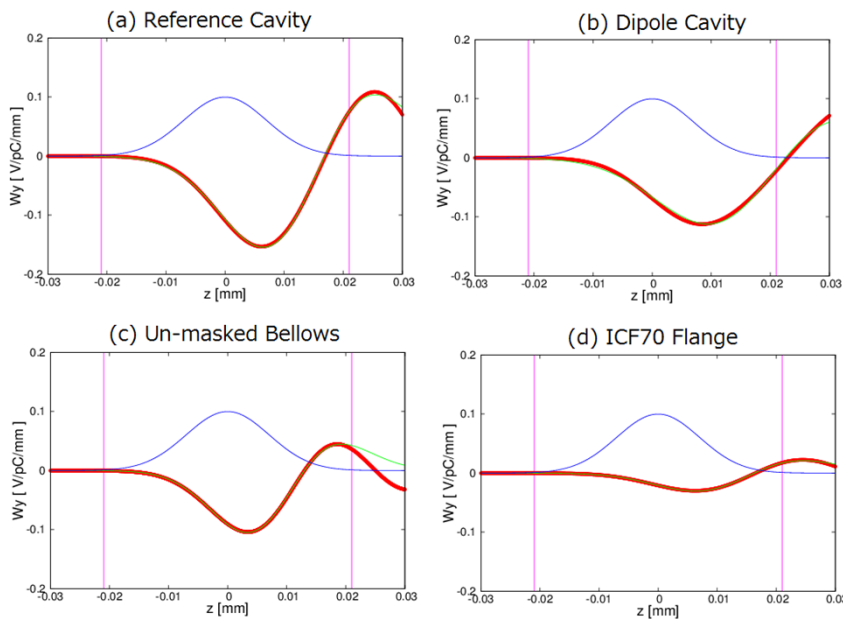 (a) Reference Cavity
(b) Dipole Cavity
0.2
0.1
0
-0.1
-0.2
Wy [ V/pC/mm]
-0.03 -0.02 -0.01 0 0.01 0.02 0.03
z [mm]
0.2
0.1
0
-0.1
-0.2
Wy [ V/pC/mm]
-0.03 -0.02 -0.01 0 0.01 0.02 0.03
z [mm]
(c) Un-masked Bellows
(d) ICF70 Flange
0.2
0.1
0
-0.1
-0.2
Wy [ V/pC/mm]
-0.03 -0.02 -0.01 0 0.01 0.02 0.03
z [mm]
0.2
0.1
0
-0.1
-0.2
Wy [ V/pC/mm]
-0.03 -0.02 -0.01 0 0.01 0.02 0.03
z [mm]